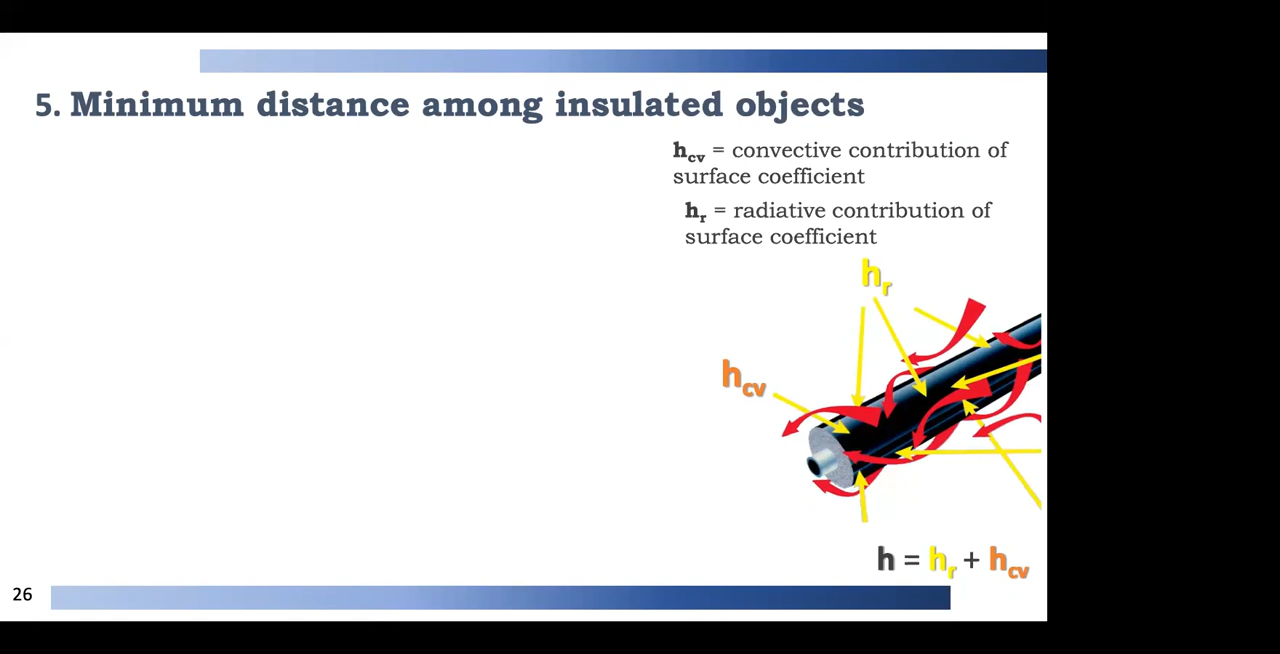 5. Minimum distance among insulated objects
hcv = convective contribution of
surface coefficient
hr = radiative contribution of
surface coefficient
hr
hcv
h = hr + hcv
26